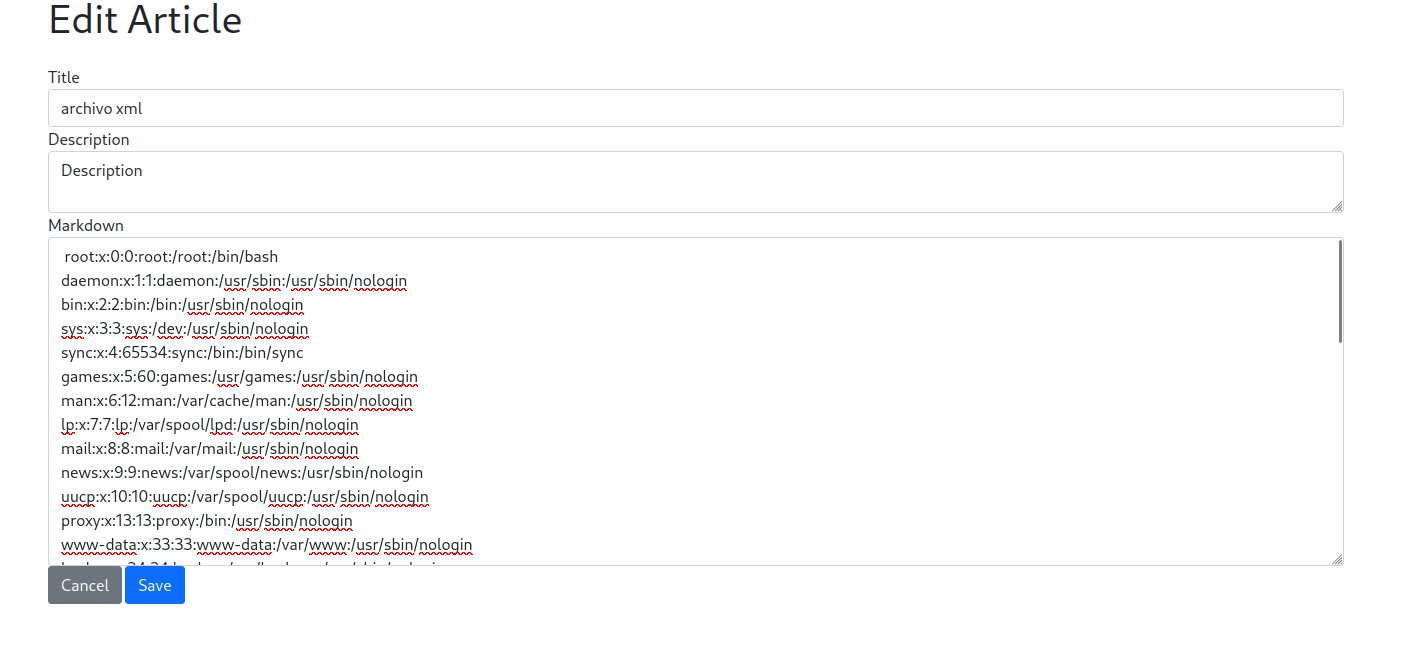 Edit Article
Title
archivo xml
Description
Description
Markdown
root:x:0:0:root:/root:/bin/bash
daemon:x:1:1:daemon:/usr/sbin:/usr/sbin/nologin
bin:x:2:2:bin:/bin:/usr/sbin/nologin
sys:x:3:3:sys:/dev:/usr/sbin/nologin
sync:x:4:65534:sync:/bin:/bin/sync
games:x:5:60:games:/usr/games:/usr/sbin/nologin
man:x:6:12:man:/var/cache/man:/usr/sbin/nologin
lp:x:7:7:lp:/var/spool/lpd:/usr/sbin/nologin
mail:x:8:8:mail:/var/mail:/usr/sbin/nologin
news:x:9:9:news:/var/spool/news:/usr/sbin/nologin
uucp:x:10:10:uucp:/var/spool/uucp:/usr/sbin/nologin
proxy:x:13:13:proxy:/bin:/usr/sbin/nologin
www-data:x:33:33:www-data:/var/www:/usr/sbin/nologin
Cancel Save